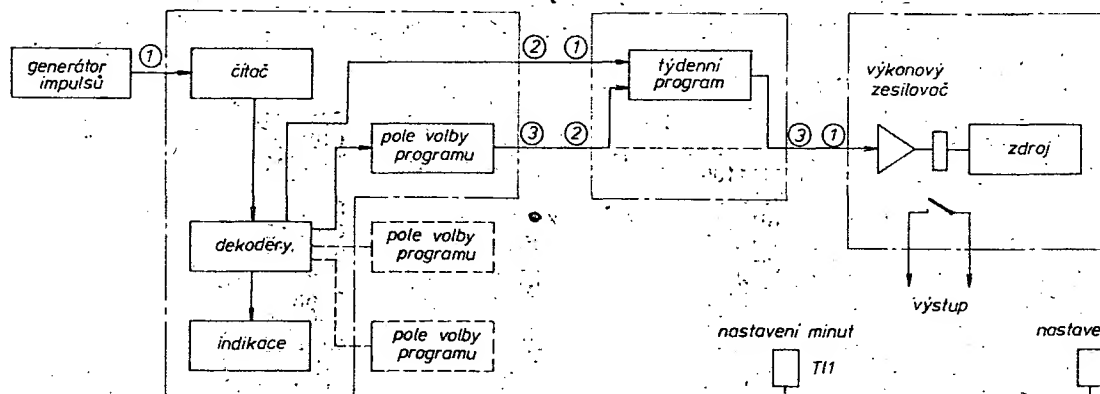 generátor
impulsů
1
čítač
2
1
týdenní
program
výkonový
zesilovač
pole volby
programu
3
2
3
1
zdroj
dekodéry
pole volby
programu
výstup
indikace
pole volby
programu
nastavení minut
Tl1
nastave